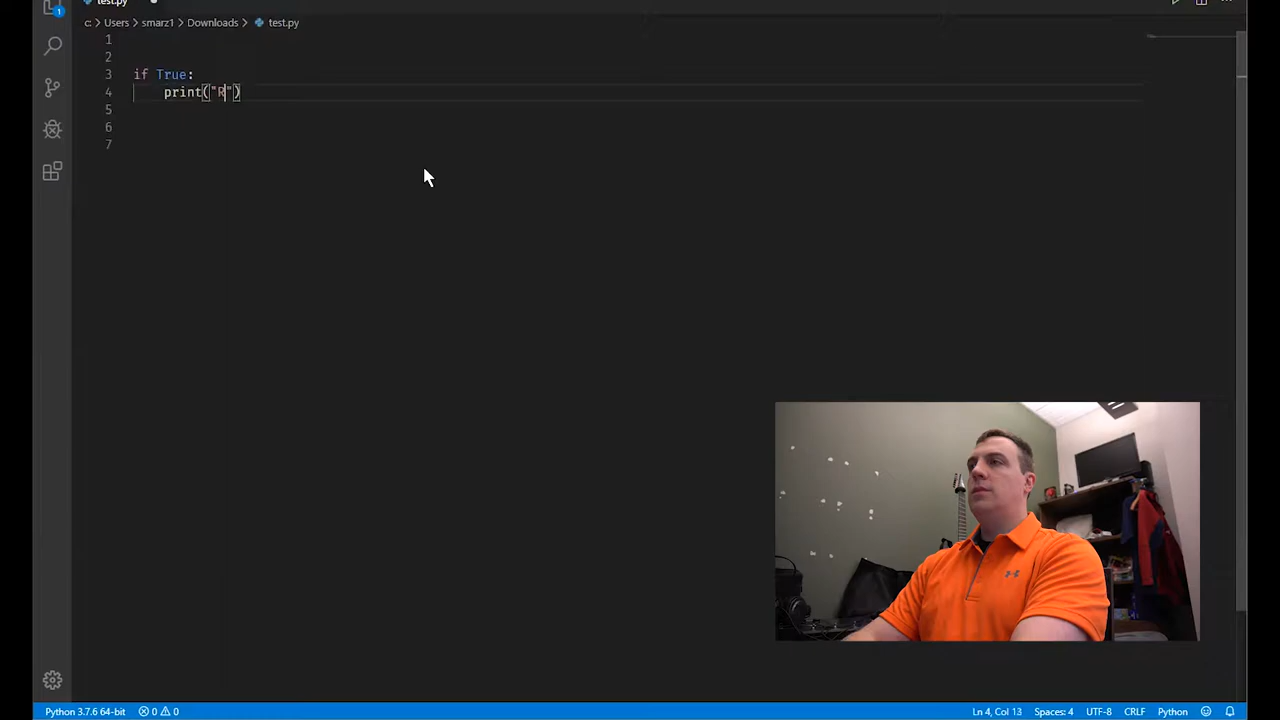 test.py
c: > Users > smarz1 > Downloads > test.py
1
2
3 if True:
4 print("R")
5
6
7
1
Python 3.7.6 64-bit 0 0 Ln 4, Col 13 Spaces: 4 UTF-8 CRLF Python